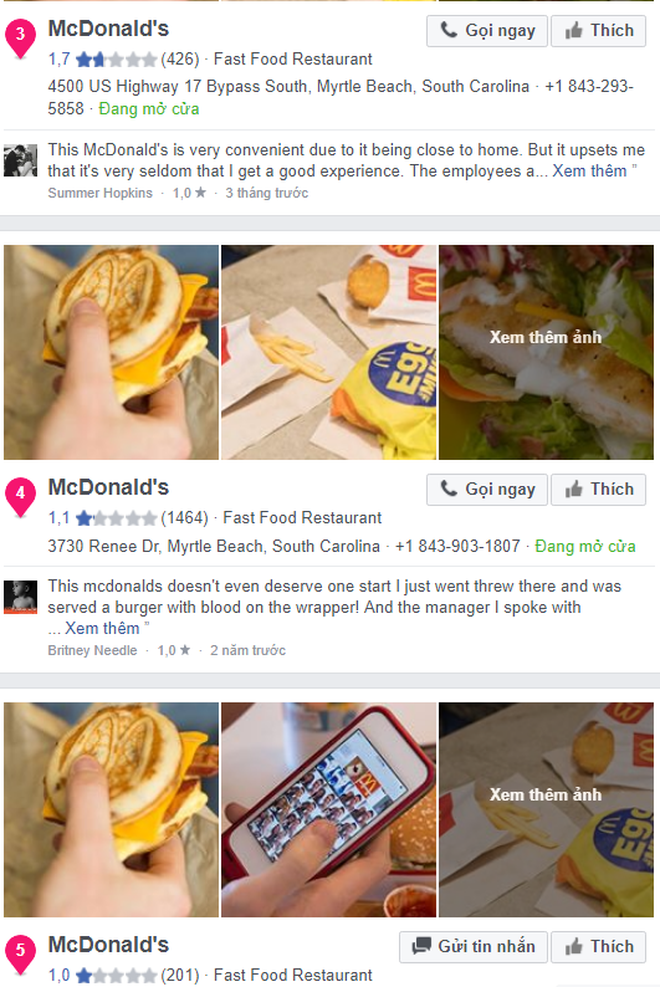 3
McDonald's
Gọi ngay
Thích
1,7 (426) · Fast Food Restaurant
4500 US Highway 17 Bypass South, Myrtle Beach, South Carolina · +1 843-293-
5858 · Đang mở cửa
This McDonald's is very convenient due to it being close to home. But it upsets me
that it's very seldom that I get a good experience. The employees a... Xem thêm ”
Summer Hopkins · 1,0 ★ · 3 tháng trước
Egg
Xem thêm ảnh
4
McDonald's
Gọi ngay
Thích
1,1 (1464) · Fast Food Restaurant
3730 Renee Dr, Myrtle Beach, South Carolina · +1 843-903-1807 · Đang mở cửa
This mcdonalds doesn't even deserve one start I just went threw there and was
served a burger with blood on the wrapper! And the manager I spoke with
... Xem thêm ”
Britney Needle · 1,0 ★ · 2 năm trước
Xem thêm ảnh
Egg
5
McDonald's
Gửi tin nhắn
Thích
1,0 (201) · Fast Food Restaurant